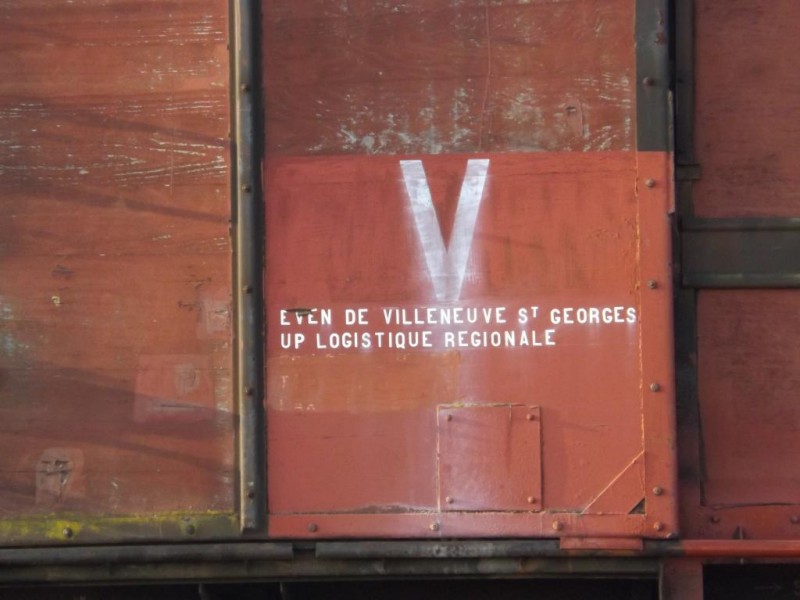 V
EVEN DE VILLENEUVE ST GEORGES
UP LOGISTIQUE REGIONALE